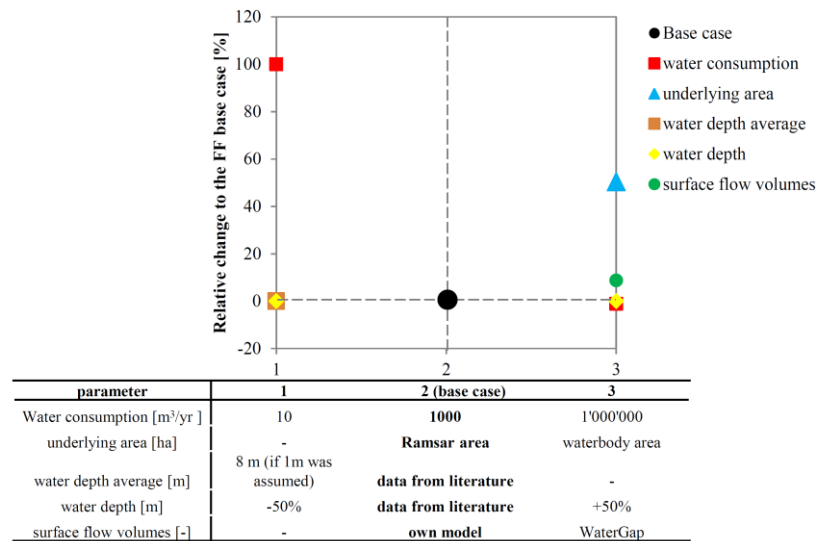 Relative change to the FF base case [%]
120
100
80
60
40
20
0
-20
1
2
3
Base case
water consumption
underlying area
water depth average
water depth
surface flow volumes
parameter 1 2 (base case) 3
Water consumption [m³/yr ] 10 1000 1'000'000
underlying area [ha] - Ramsar area waterbody area
8 m (if 1m was
water depth average [m] assumed) data from literature -
water depth [m] -50% data from literature +50%
surface flow volumes [-] - own model WaterGap